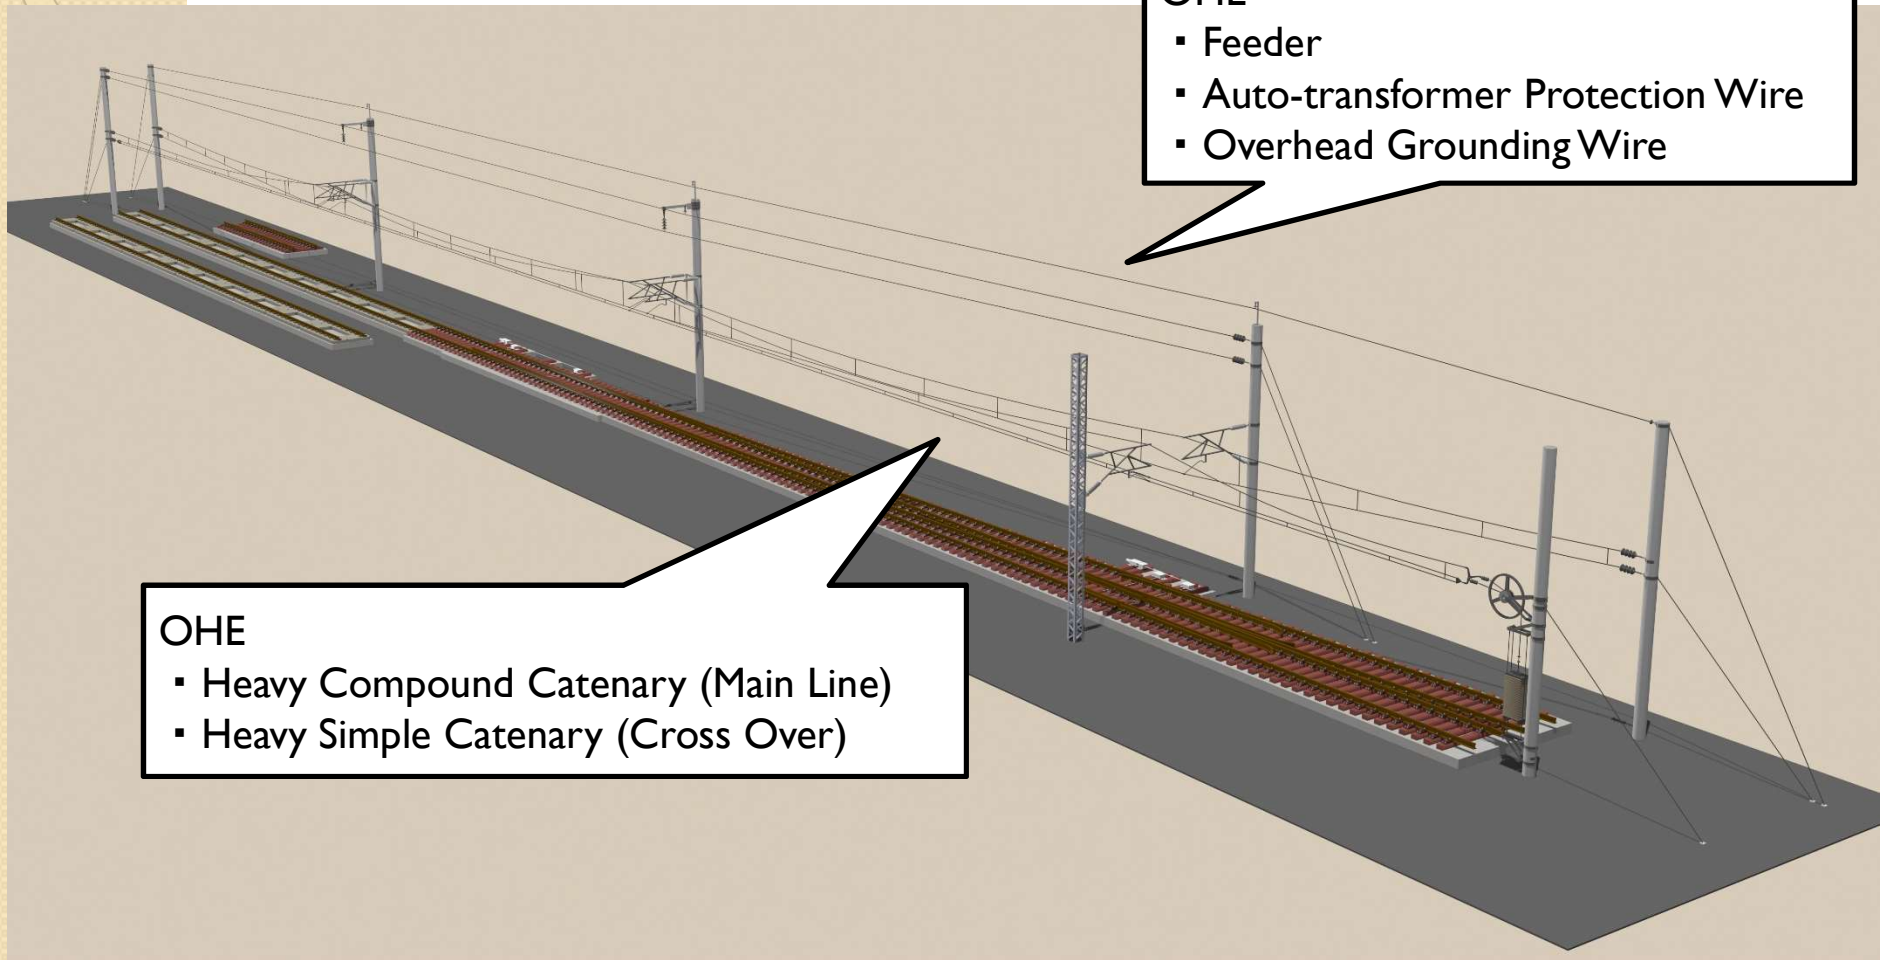 OHE
▪ Feeder
▪ Auto-transformer Protection Wire
▪ Overhead Grounding Wire
OHE
▪ Heavy Compound Catenary (Main Line)
▪ Heavy Simple Catenary (Cross Over)